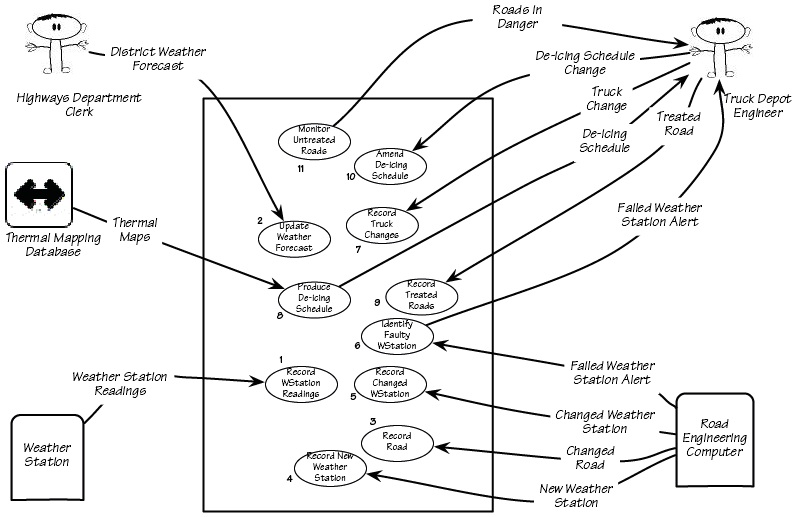 Roads In
Danger
District Weather
Forecast
De-Icing Schedule
Change
Highways Department
Clerk
Truck
Change
Truck Depot
Engineer
Treated
Road
De-Icing
Schedule
Monitor
Untreated
Roads
11
Amend
De-Icing
Schedule
10
Thermal Mapping
Database
Thermal
Maps
2
Update
Weather
Forecast
Record
Truck
Changes
7
Failed Weather
Station Alert
Produce
De-Icing
Schedule
8
Record
Treated
Roads
9
Identify
Faulty
WStation
6
1
Record
WStation
Readings
Record
Changed
WStation
5
Weather Station
Readings
Failed Weather
Station Alert
Changed Weather
Station
Weather
Station
3
Record
Road
Changed
Road
Road
Engineering
Computer
Record New
Weather
Station
4
New Weather
Station